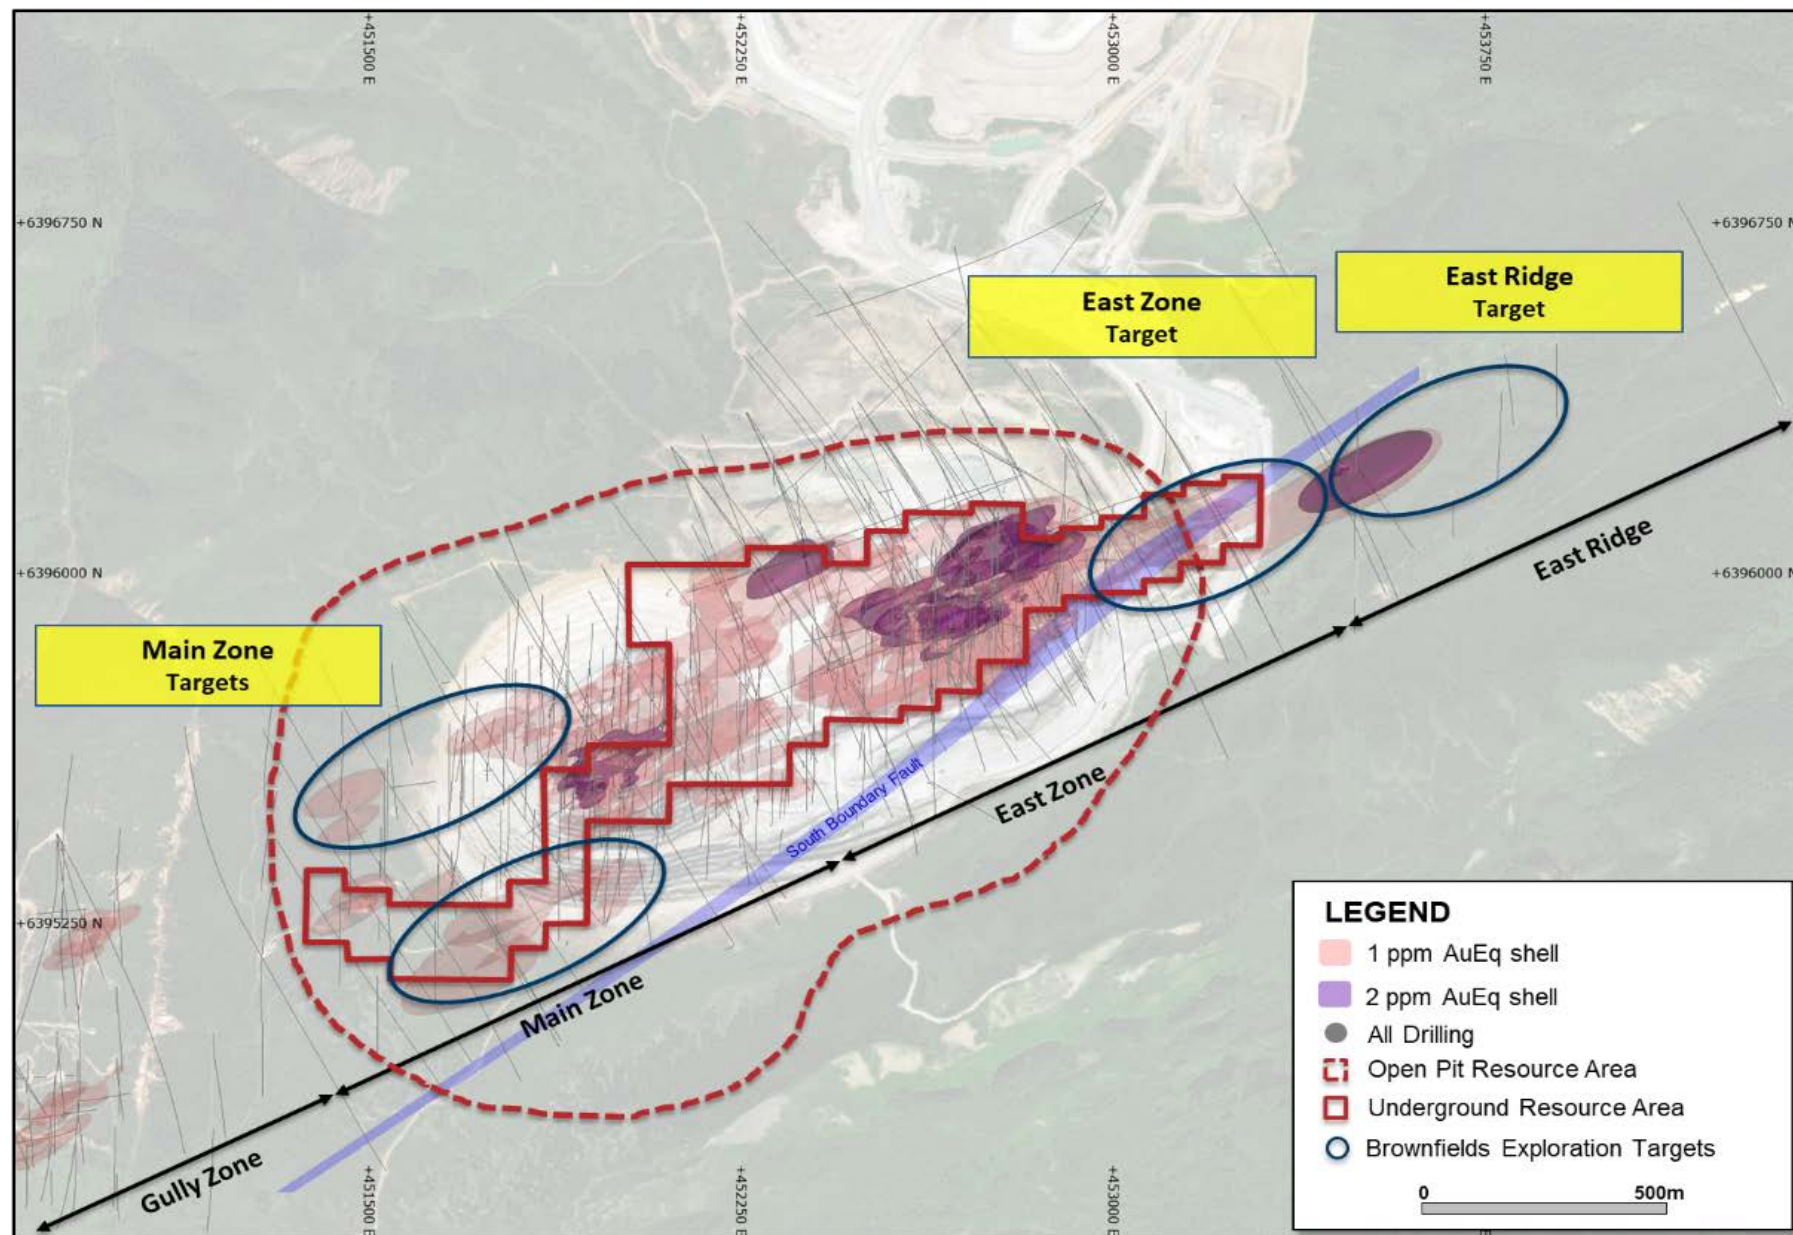 +451500 E
+452250 E
+453000 E
+453750 E
+6396750 N
+6396750 N
East Ridge
Target
East Zone
Target
+6396000 N
+6396000 N
East Ridge
Main Zone
Targets
South Boundary Fault
East Zone
+6395250 N
Main Zone
Gully Zone
+451500 E
+452250 E
+453000 E
LEGEND
1 ppm AuEq shell
2 ppm AuEq shell
All Drilling
Open Pit Resource Area
Underground Resource Area
Brownfields Exploration Targets
0 500m